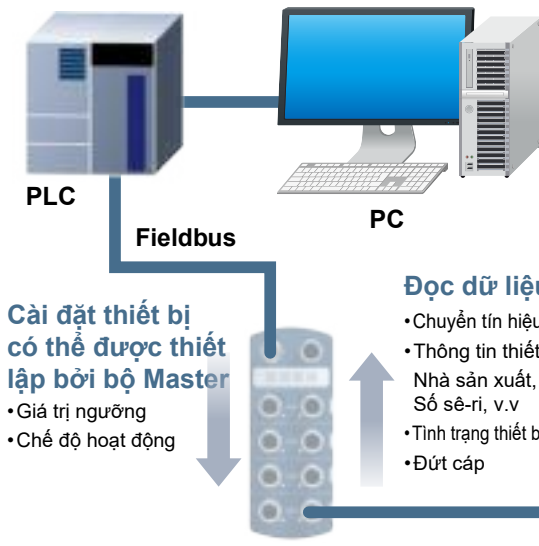 PLC
PC
Fieldbus
Cài đặt thiết bị
có thể được thiết
lập bởi bộ Master
•Giá trị ngưỡng
•Chế độ hoạt động
Đọc dữ liệu
•Chuyển tín hiệu
•Thông tin thiết
Nhà sản xuất,
Số sê-ri, v.v
•Tình trạng thiết b
•Đứt cáp